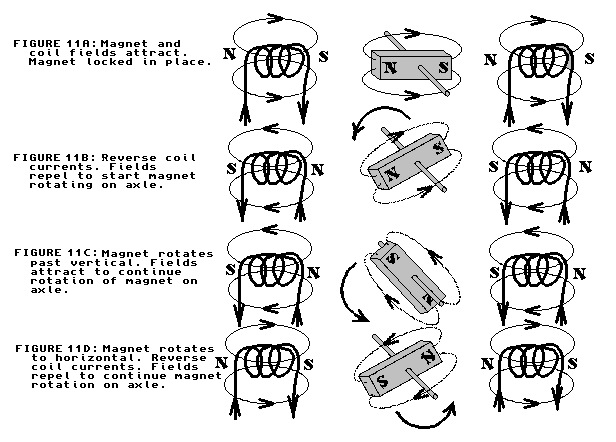 FIGURE 11A: Magnet and
coil fields attract.
Magnet locked in place.
N S
N S
N S
FIGURE 11B: Reverse coil
currents. Fields
repel to start magnet
rotating on axle.
S N
N S
S N
FIGURE 11C: Magnet rotates
past vertical. Fields
attract to continue
rotation of magnet on
axle.
S N
S N
S N
FIGURE 11D: Magnet rotates
to horizontal. Reverse
coil currents. Fields
repel to continue magnet
rotation on axle.
N S
S N
N S